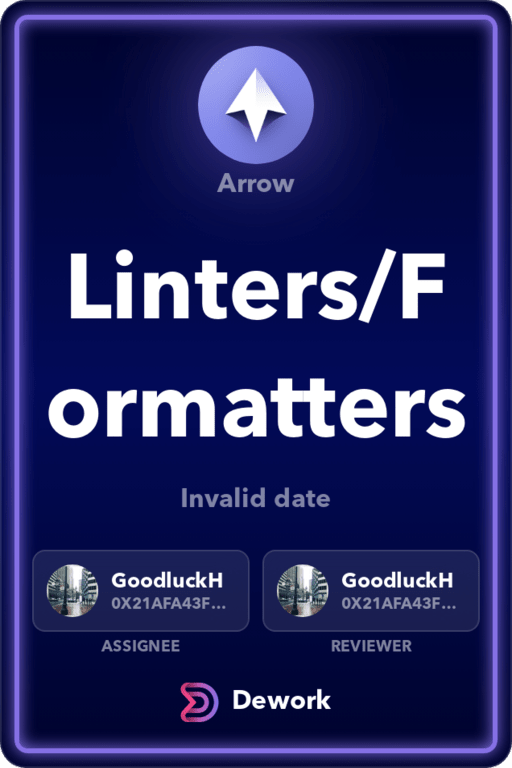 Arrow
Linters/F
ormatters
Invalid date
GoodluckH
0X21AFA43F...
ASSIGNEE
GoodluckH
0X21AFA43F...
REVIEWER
Dework